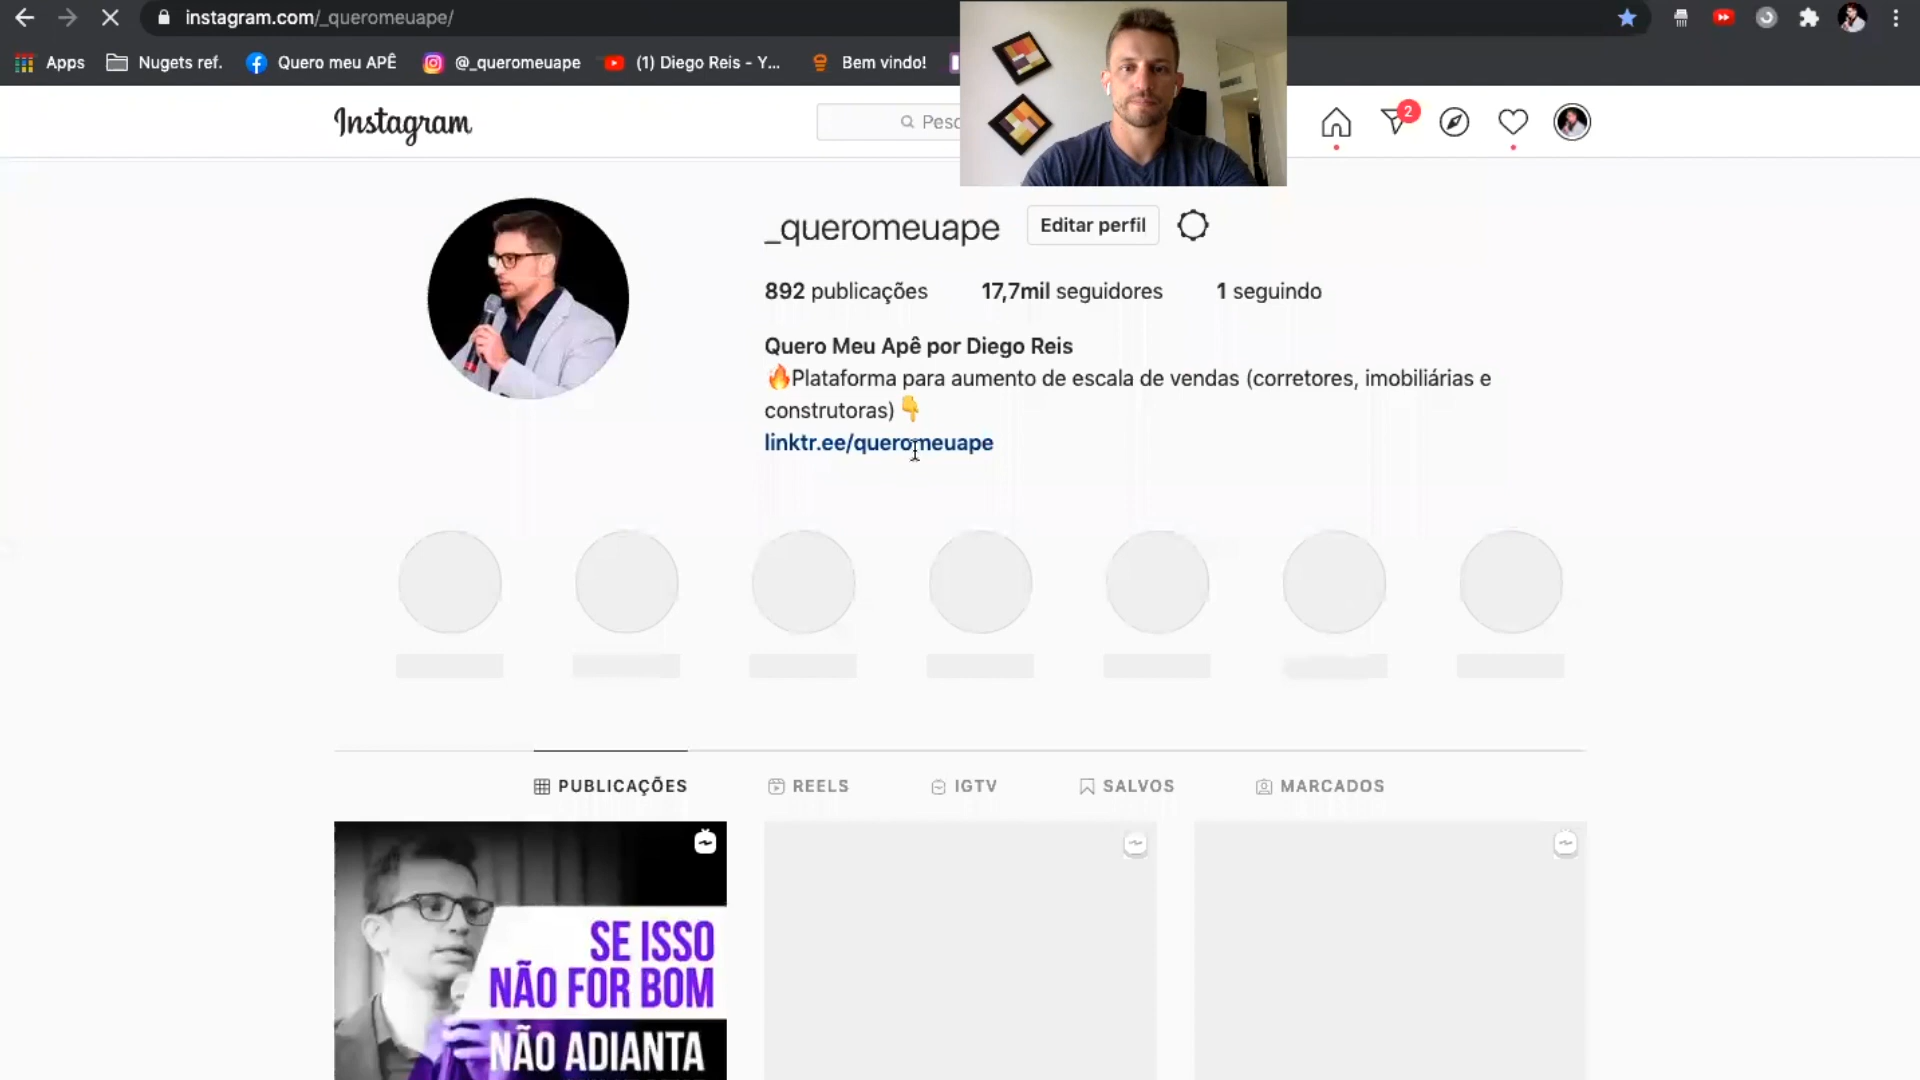 instagram.com/_queromeuape/
Apps
Nugets ref.
Quero meu APÊ
@_queromeuape
(1) Diego Reis - Y...
Bem vindo!
Instagram
Pesc
2
_queromeuape
Editar perfil
892 publicações
17,7mil seguidores
1 seguindo
Quero Meu Apê por Diego Reis
🔥Plataforma para aumento de escala de vendas (corretores, imobiliárias e
construtoras) 👇
linktr.ee/queromeuape
PUBLICAÇÕES
REELS
IGTV
SALVOS
MARCADOS
SE ISSO
NÃO FOR BOM
NÃO ADIANTA